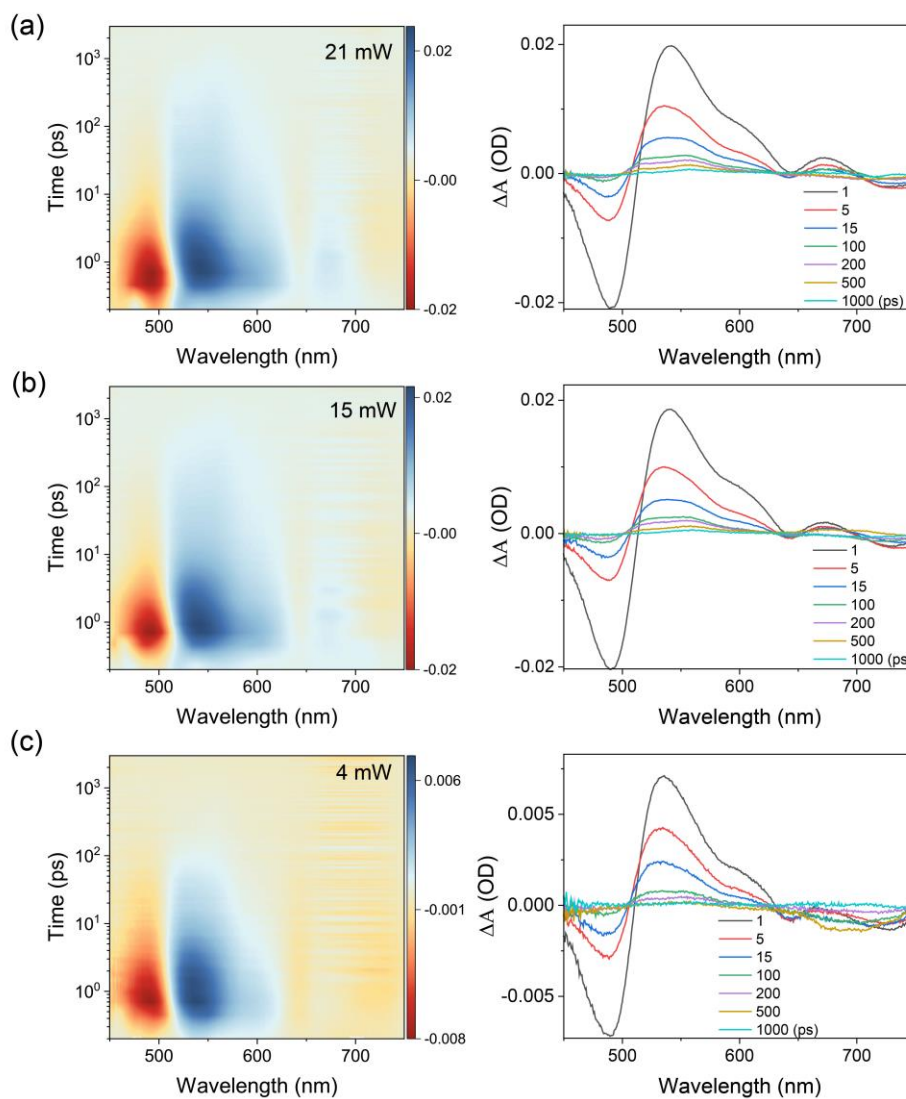 (a)
21 mW
Time (ps)
10³
10²
10¹
10⁰
500 600 700
Wavelength (nm)
0.02
-0.00
-0.02
ΔA (OD)
0.02
0.00
-0.02
1
5
15
100
200
500
1000 (ps)
500 600 700
Wavelength (nm)
(b)
15 mW
Time (ps)
10³
10²
10¹
10⁰
500 600 700
Wavelength (nm)
0.02
-0.00
-0.02
ΔA (OD)
0.02
0.00
-0.02
1
5
15
100
200
500
1000 (ps)
500 600 700
Wavelength (nm)
(c)
4 mW
Time (ps)
10³
10²
10¹
10⁰
500 600 700
Wavelength (nm)
0.006
-0.001
-0.008
ΔA (OD)
0.005
0.000
-0.005
1
5
15
100
200
500
1000 (ps)
500 600 700
Wavelength (nm)